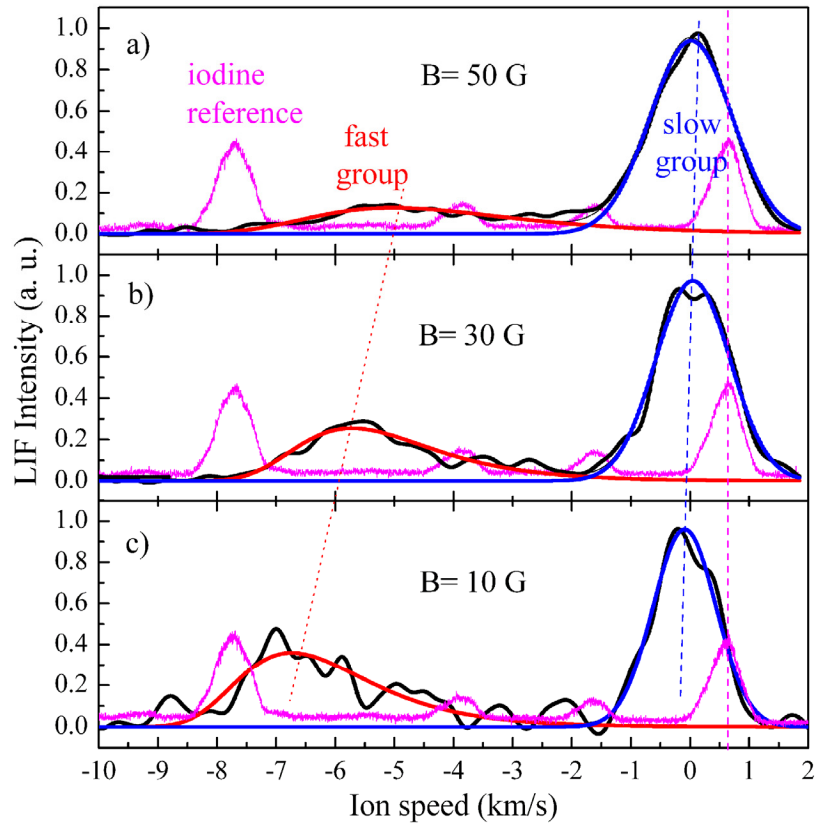 a)
B= 50 G
iodine
reference
fast
group
slow
group
1.0
0.8
0.6
0.4
0.2
0.0
b)
B= 30 G
1.0
0.8
0.6
0.4
0.2
0.0
c)
B= 10 G
1.0
0.8
0.6
0.4
0.2
0.0
LIF Intensity (a. u.)
-10 -9 -8 -7 -6 -5 -4 -3 -2 -1 0 1 2
Ion speed (km/s)